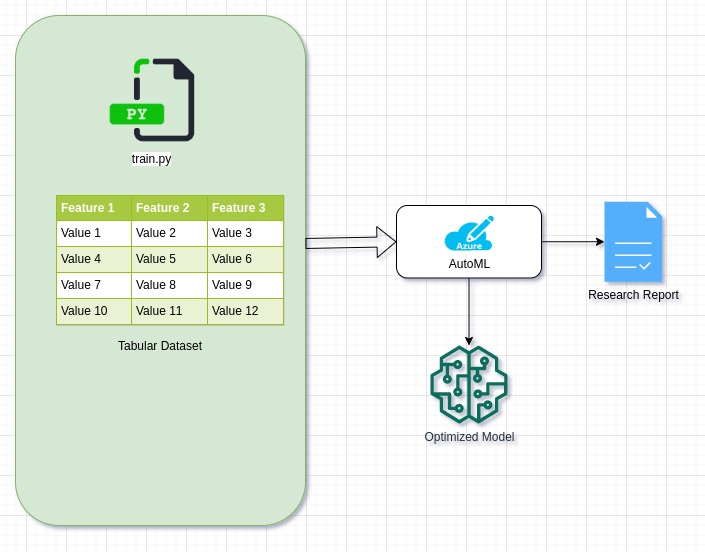 PY
train.py
Feature 1 Feature 2 Feature 3
Value 1 Value 2 Value 3
Value 4 Value 5 Value 6
Value 7 Value 8 Value 9
Value 10 Value 11 Value 12
Tabular Dataset
Azure
AutoML
Research Report
Optimized Model